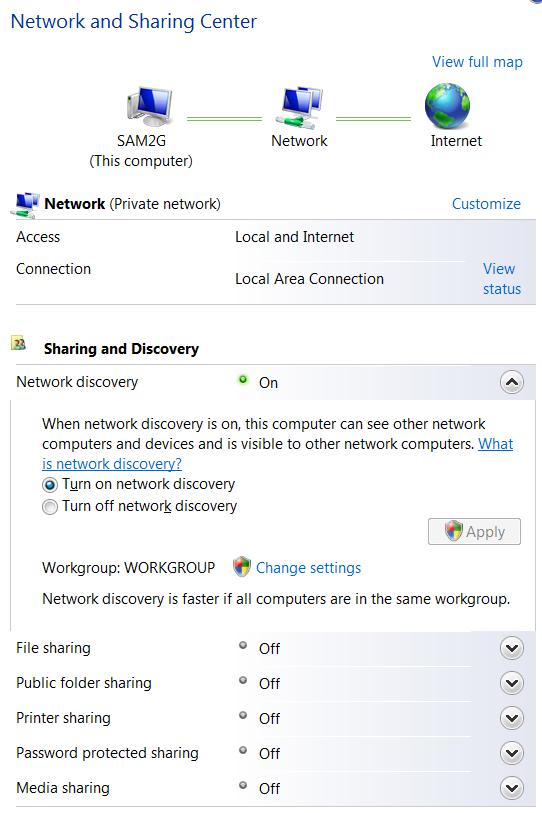 Network and Sharing Center
View full map
SAM2G
(This computer)
Network
Internet
Network (Private network)
Customize
Access
Local and Internet
Connection
Local Area Connection
View
status
Sharing and Discovery
Network discovery
On
When network discovery is on, this computer can see other network
computers and devices and is visible to other network computers. What
is network discovery?
Turn on network discovery
Turn off network discovery
Apply
Workgroup: WORKGROUP
Change settings
Network discovery is faster if all computers are in the same workgroup.
File sharing
Off
Public folder sharing
Off
Printer sharing
Off
Password protected sharing
Off
Media sharing
Off